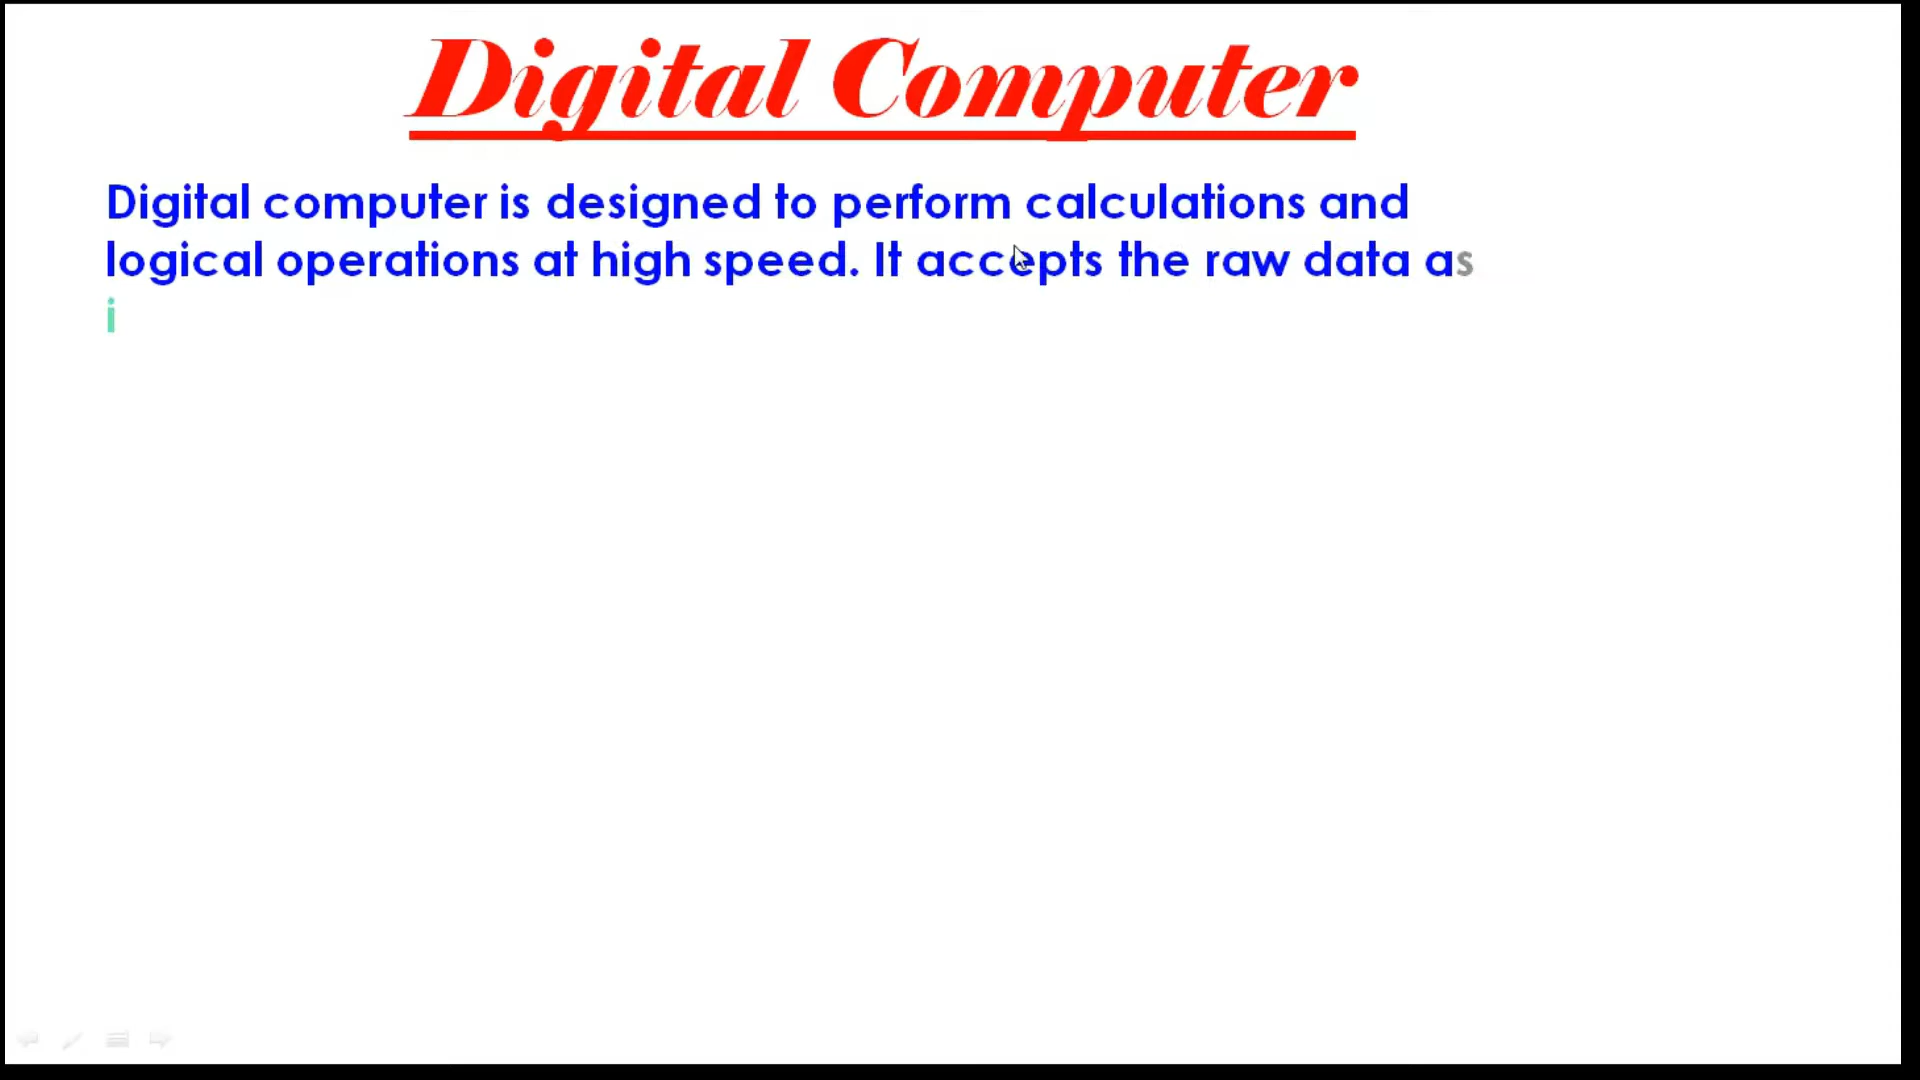 Digital Computer
Digital computer is designed to perform calculations and
logical operations at high speed. It accepts the raw data as
i